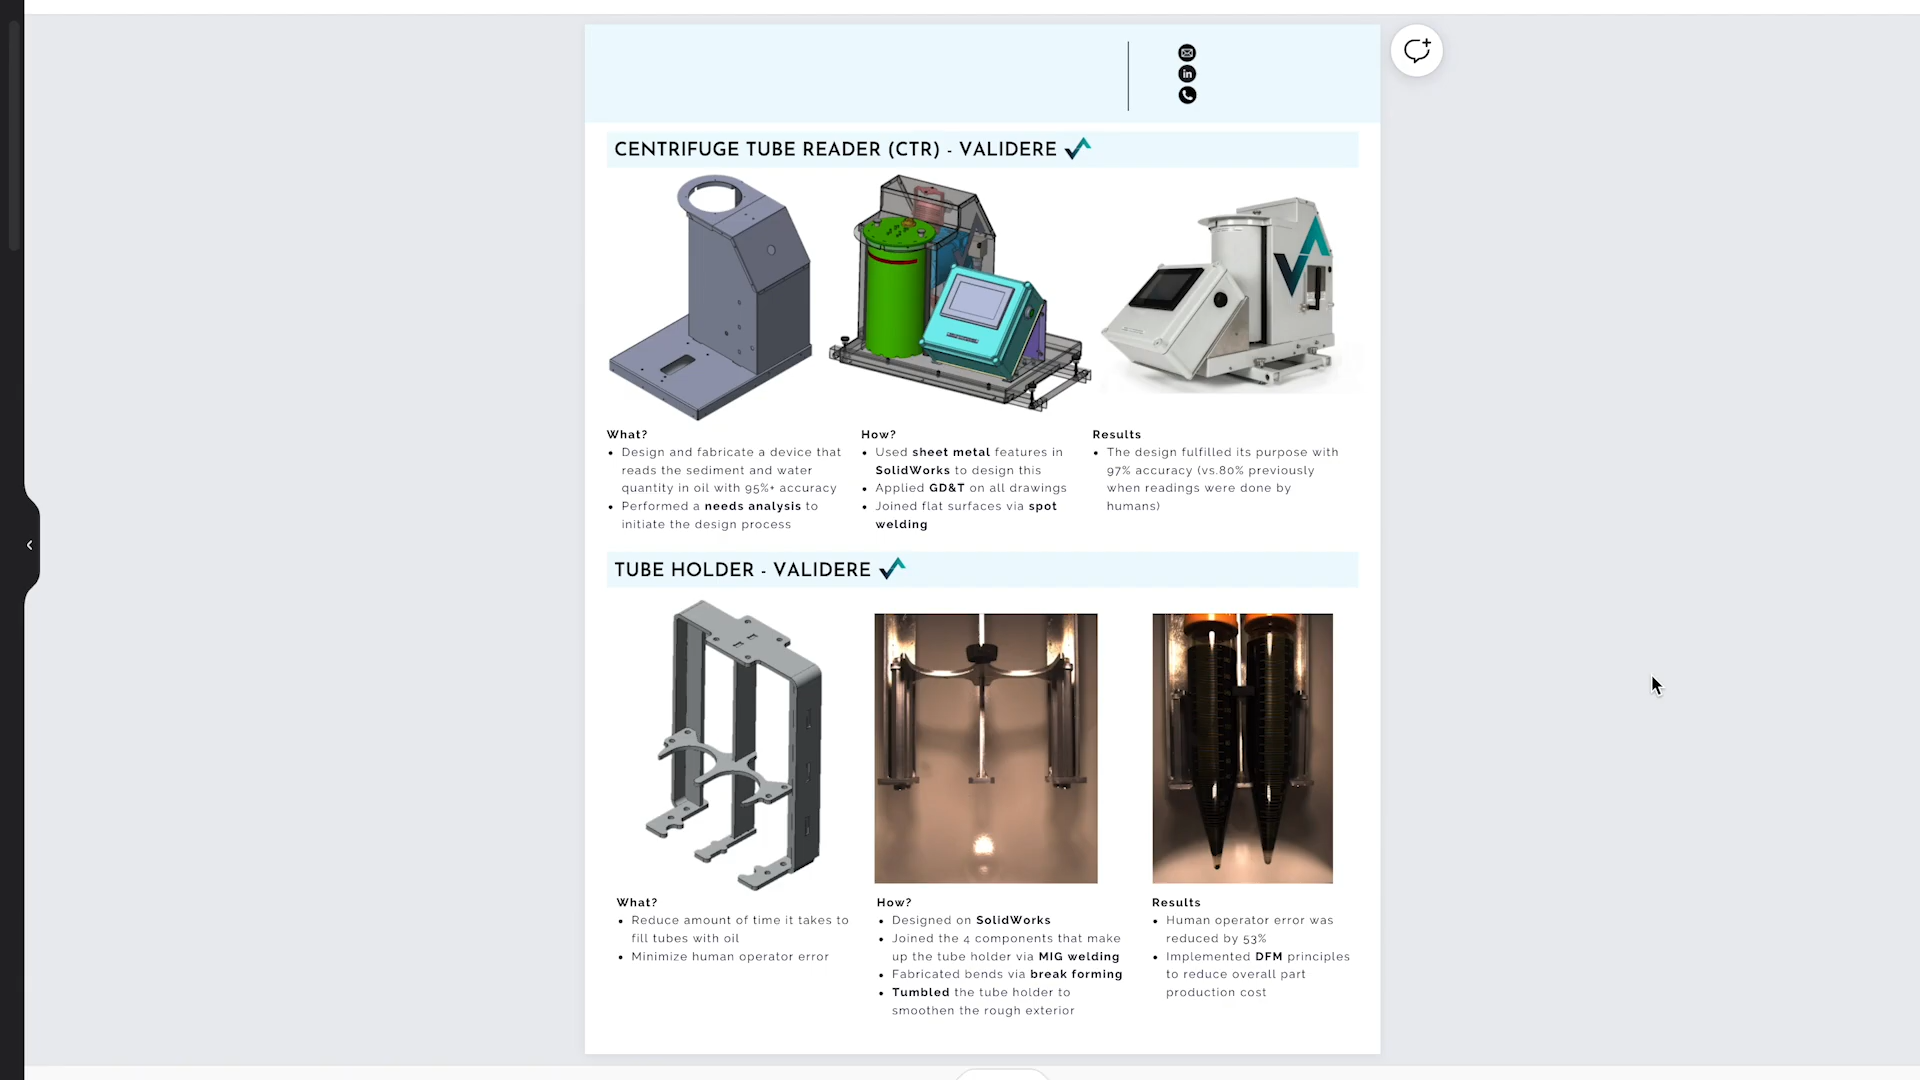 in
CENTRIFUGE TUBE READER (CTR) - VALIDERE
What?
• Design and fabricate a device that
reads the sediment and water
quantity in oil with 95%+ accuracy
• Performed a needs analysis to
initiate the design process
How?
• Used sheet metal features in
SolidWorks to design this
• Applied GD&T on all drawings
• Joined flat surfaces via spot
welding
Results
• The design fulfilled its purpose with
97% accuracy (vs.80% previously
when readings were done by
humans)
TUBE HOLDER - VALIDERE
What?
• Reduce amount of time it takes to
fill tubes with oil
• Minimize human operator error
How?
• Designed on SolidWorks
• Joined the 4 components that make
up the tube holder via MIG welding
• Fabricated bends via break forming
• Tumbled the tube holder to
smoothen the rough exterior
Results
• Human operator error was
reduced by 53%
• Implemented DFM principles
to reduce overall part
production cost